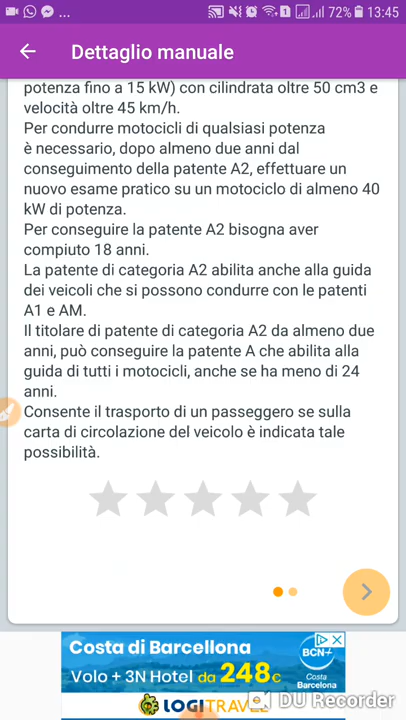 ... 72% 13:45
Dettaglio manuale
potenza fino a 15 kW) con cilindrata oltre 50 cm3 e
velocità oltre 45 km/h.
Per condurre motocicli di qualsiasi potenza
è necessario, dopo almeno due anni dal
conseguimento della patente A2, effettuare un
nuovo esame pratico su un motociclo di almeno 40
kW di potenza.
Per conseguire la patente A2 bisogna aver
compiuto 18 anni.
La patente di categoria A2 abilita anche alla guida
dei veicoli che si possono condurre con le patenti
A1 e AM.
Il titolare di patente di categoria A2 da almeno due
anni, può conseguire la patente A che abilita alla
guida di tutti i motocicli, anche se ha meno di 24
anni.
Consente il trasporto di un passeggero se sulla
carta di circolazione del veicolo è indicata tale
possibilità.
Costa di Barcellona
Volo + 3N Hotel da 248€
BCN+
Costa
Barcelona
LOGITRAVEL
DU Recorder